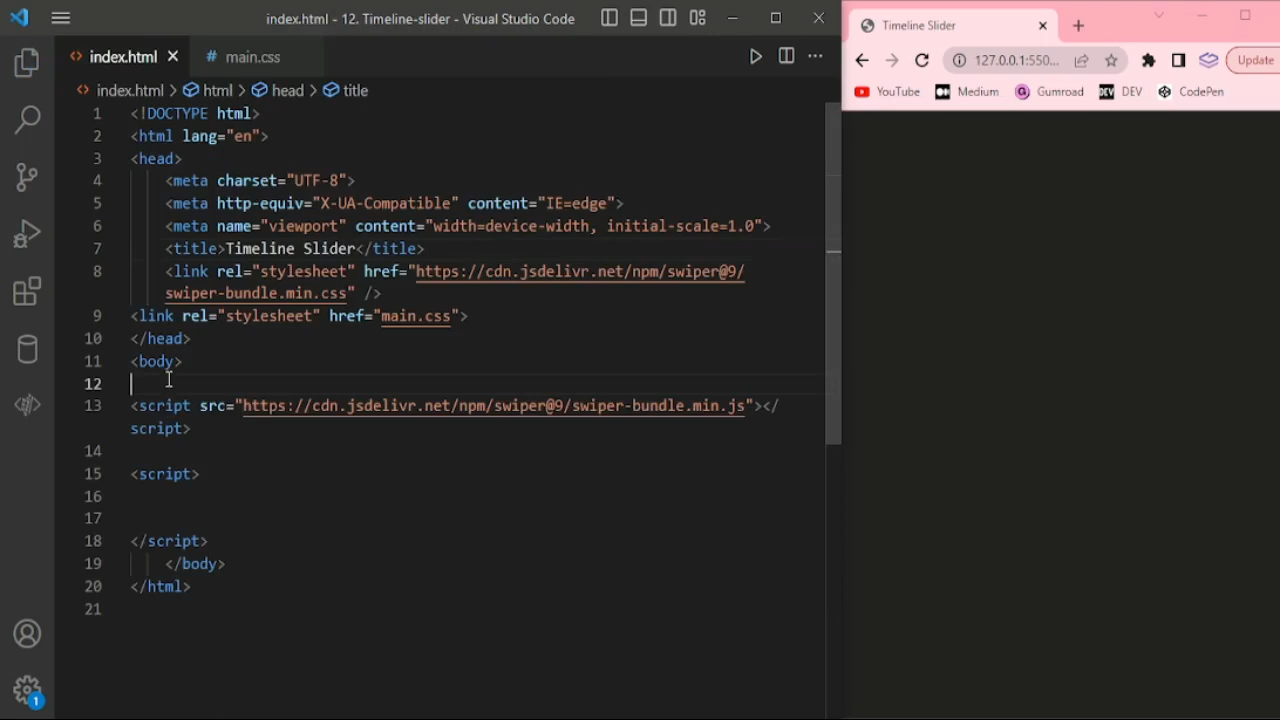 index.html - 12. Timeline-slider - Visual Studio Code
index.html
# main.css
index.html > html > head > title
1 <!DOCTYPE html>
2 <html lang="en">
3 <head>
4 <meta charset="UTF-8">
5 <meta http-equiv="X-UA-Compatible" content="IE=edge">
6 <meta name="viewport" content="width=device-width, initial-scale=1.0">
7 <title>Timeline Slider</title>
8 <link rel="stylesheet" href="https://cdn.jsdelivr.net/npm/swiper@9/
swiper-bundle.min.css" />
9 <link rel="stylesheet" href="main.css">
10 </head>
11 <body>
12
13 <script src="https://cdn.jsdelivr.net/npm/swiper@9/swiper-bundle.min.js"></
script>
14
15 <script>
16
17
18 </script>
19 </body>
20 </html>
21
1
Timeline Slider
127.0.0.1:550...
Update
YouTube
Medium
Gumroad
DEV DEV
CodePen